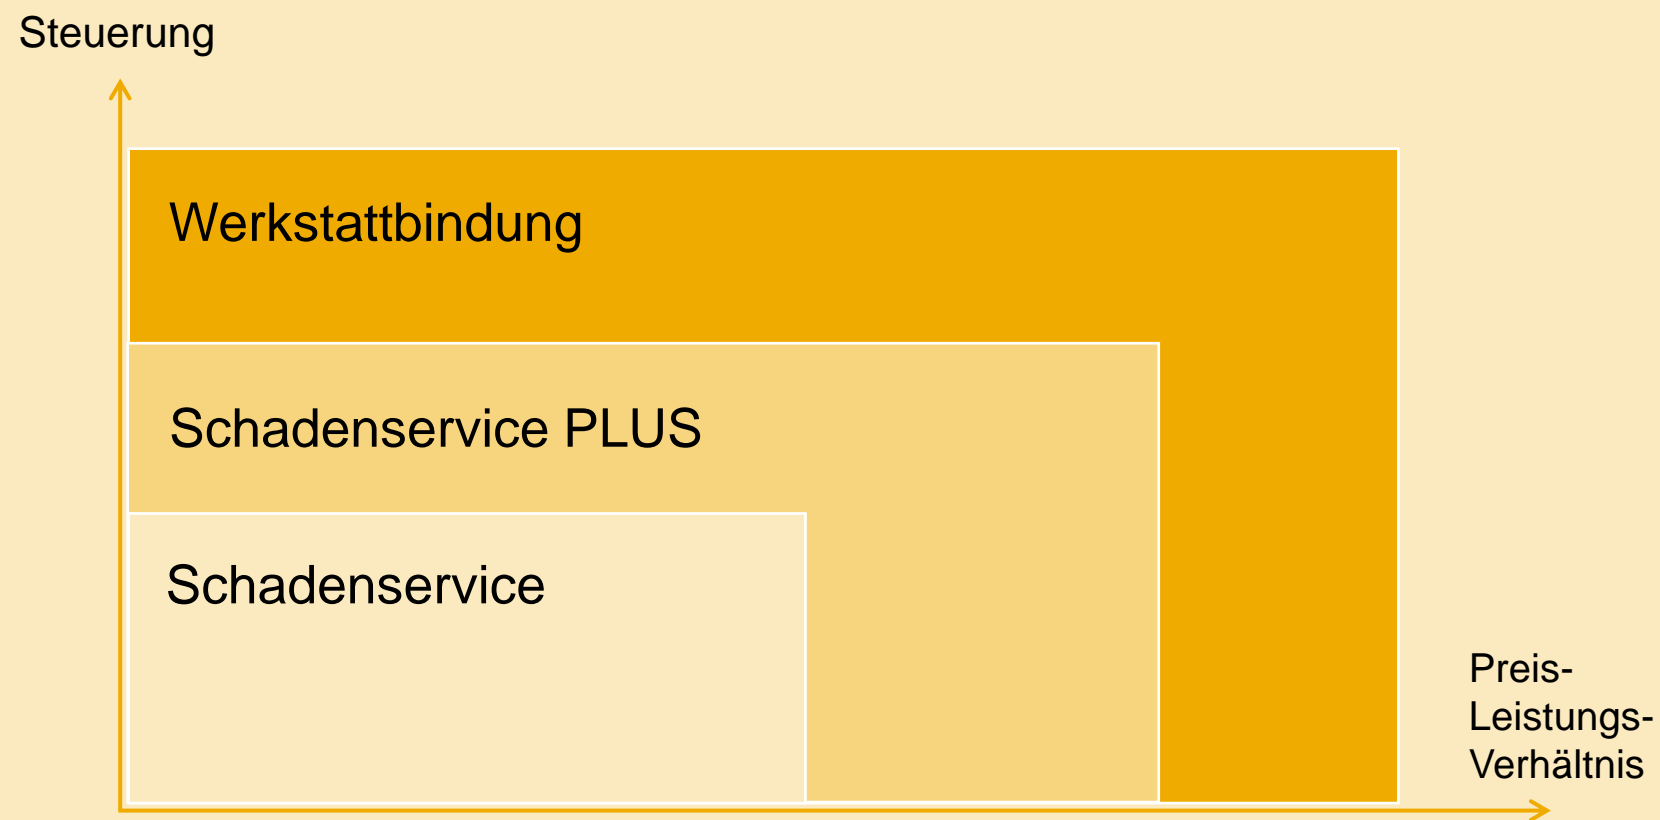 Steuerung
Werkstattbindung
Schadenservice PLUS
Schadenservice
Preis-
Leistungs-
Verhältnis